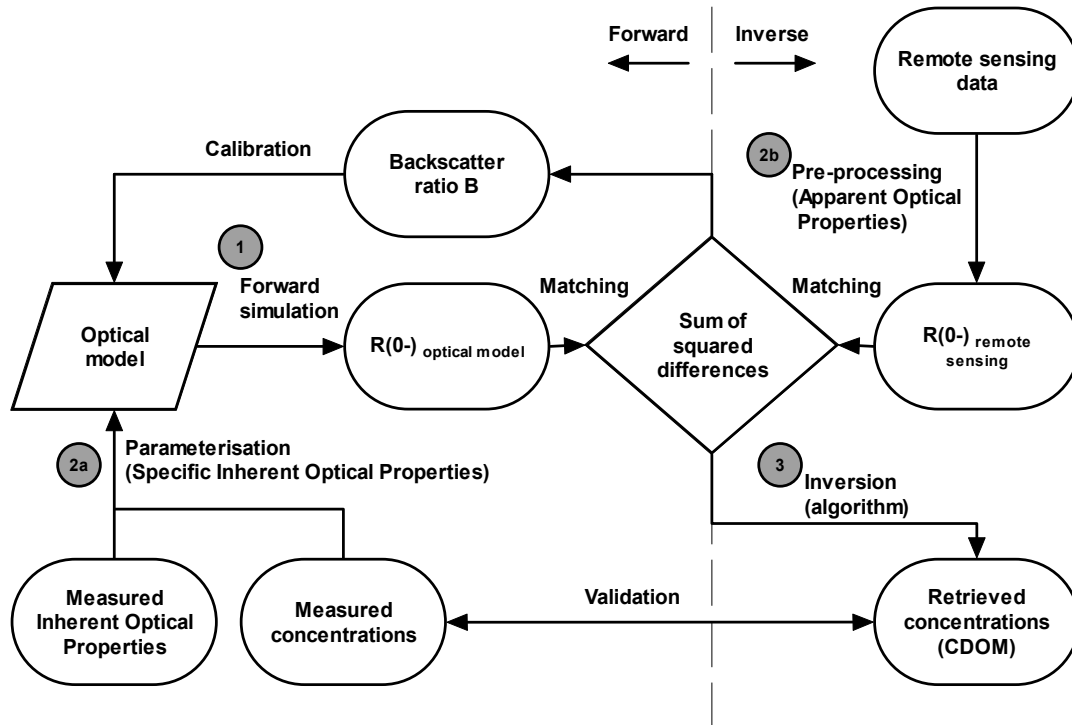 Forward
Inverse
Remote sensing
data
Calibration
Backscatter
ratio B
2b
Pre-processing
(Apparent Optical
Properties)
1
Forward
simulation
Matching
Matching
Optical
model
R(0-) optical model
Sum of
squared
differences
R(0-) remote
sensing
2a
Parameterisation
(Specific Inherent Optical Properties)
3
Inversion
(algorithm)
Measured
Inherent Optical
Properties
Measured
concentrations
Validation
Retrieved
concentrations
(CDOM)